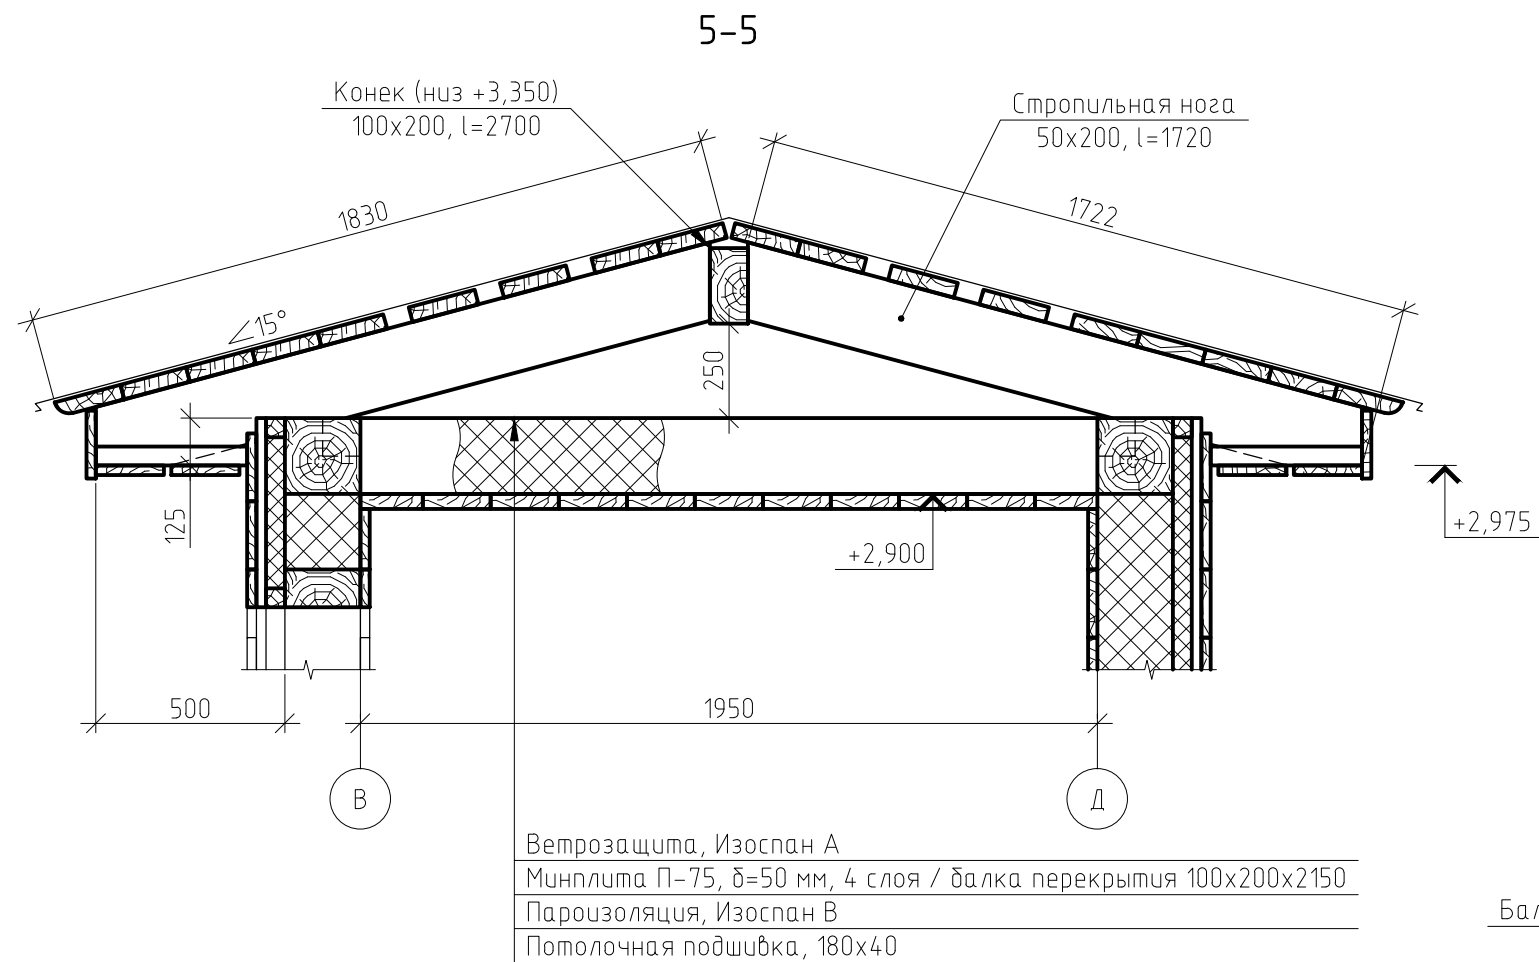 5-5
Конек (низ +3,350)
100х200, l=2700
Стропильная нога
50х200, l=1720
1830
1722
<15°
250
125
+2,975
+2,900
500
1950
В
Д
Ветрозащита, Изоспан А
Минплита П-75, δ=50 мм, 4 слоя / балка перекрытия 100х200х2150
Пароизоляция, Изоспан В
Потолочная подшивка, 180х40
Бал